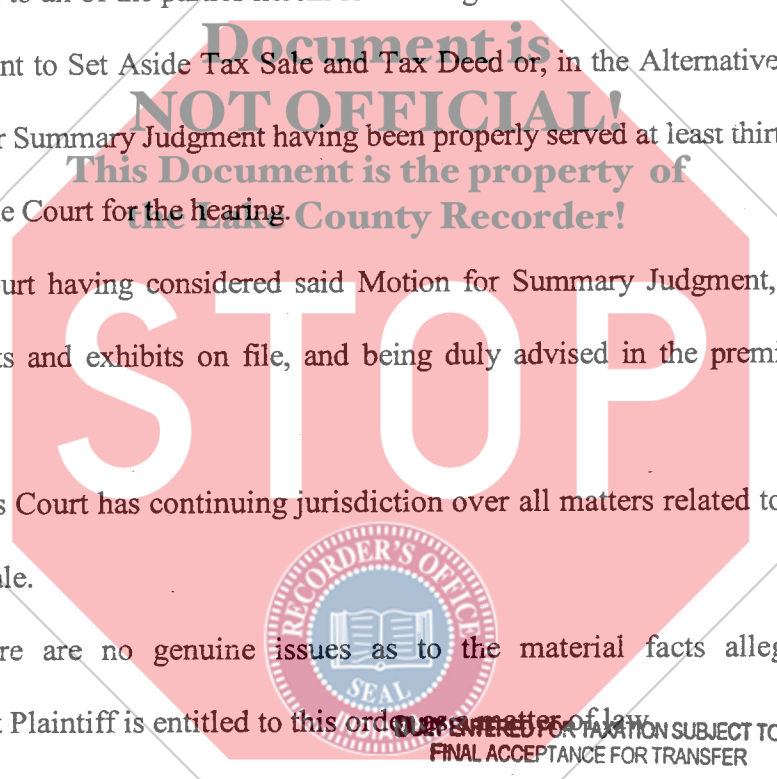 to all of the parties
Document is
nt to Set Aside Tax Sale and Tax Deed or, in the Alternative
NOT OFFICIAL!
r Summary Judgment having been properly served at least thirt
This Document is the property of
e Court for the hearing.
the Lake County Recorder!
urt having considered said Motion for Summary Judgment,
STOP
ts and exhibits on file, and being duly advised in the premi
s Court has continuing jurisdiction over all matters related to
ale.
RECORDER'S OFFICE
re are no genuine issues as to the material facts alleg
SEAL
t Plaintiff is entitled to this order as a matter of law.
DULY ENTERED FOR TAXATION SUBJECT TO
FINAL ACCEPTANCE FOR TRANSFER